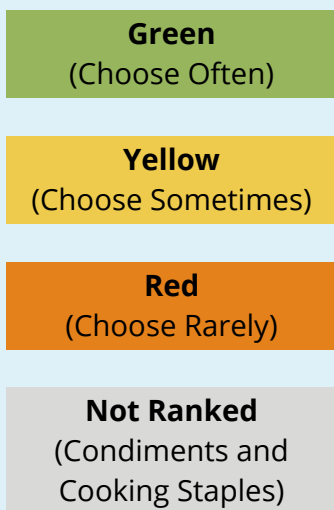 Green
(Choose Often)
Yellow
(Choose Sometimes)
Red
(Choose Rarely)
Not Ranked
(Condiments and
Cooking Staples)